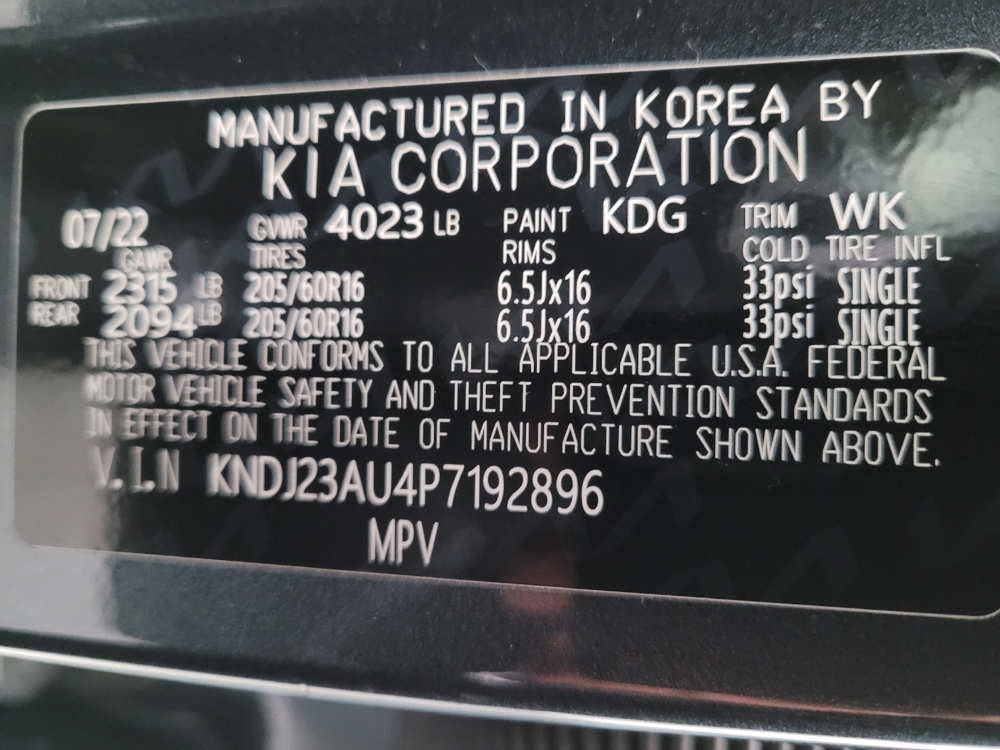 MANUFACTURED IN KOREA BY
KIA CORPORATION
07/22 GVWR 4023 LB PAINT KDG TRIM WK
GAWR TIRES RIMS COLD TIRE INFL
FRONT 2315 LB 205/60R16 6.5Jx16 33psi SINGLE
REAR 2094 LB 205/60R16 6.5Jx16 33psi SINGLE
THIS VEHICLE CONFORMS TO ALL APPLICABLE U.S.A. FEDERAL
MOTOR VEHICLE SAFETY AND THEFT PREVENTION STANDARDS
IN EFFECT ON THE DATE OF MANUFACTURE SHOWN ABOVE.
V.I.N KNDJ23AU4P7192896
MPV